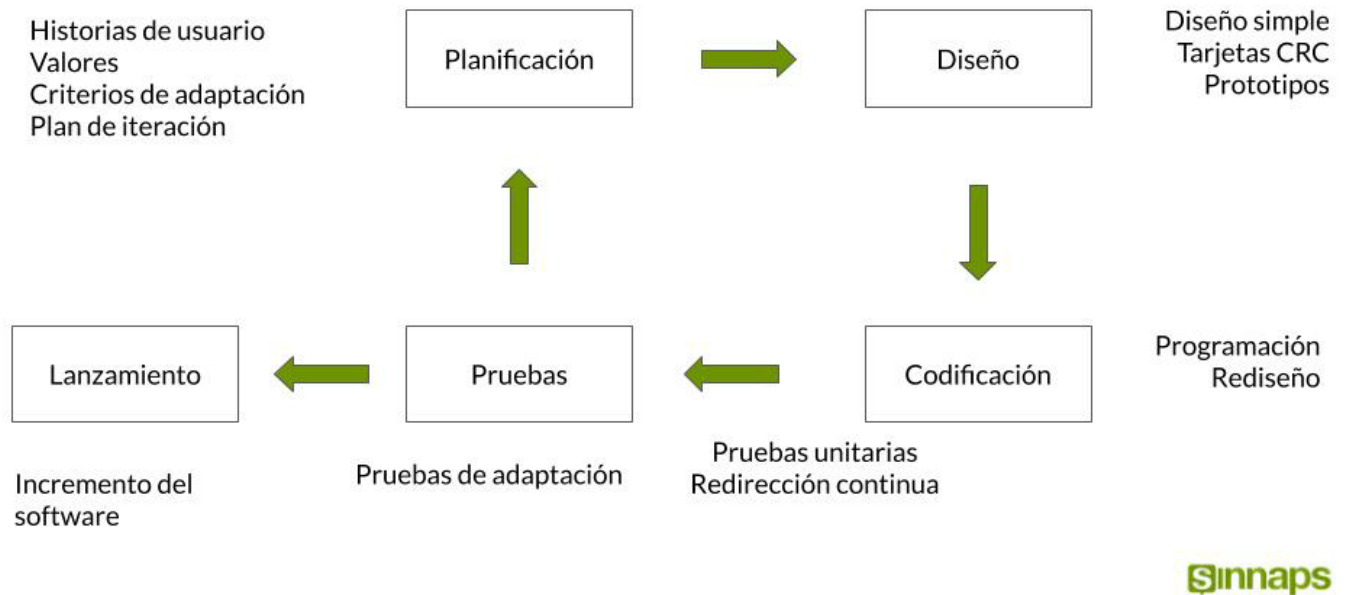 Historias de usuario
Valores
Criterios de adaptación
Plan de iteración
Planificación
Diseño
Diseño simple
Tarjetas CRC
Prototipos
Lanzamiento
Pruebas
Codificación
Programación
Rediseño
Incremento del
software
Pruebas de adaptación
Pruebas unitarias
Redirección continua
sinnaps